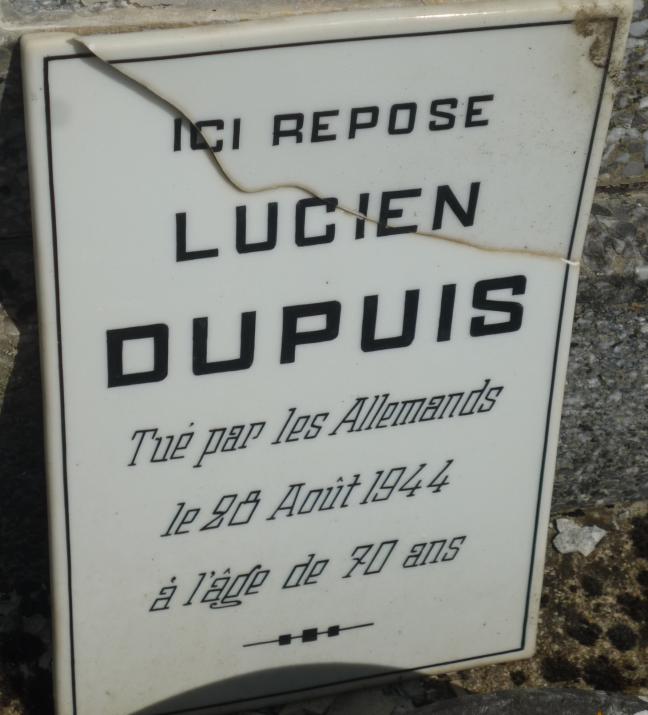 ICI REPOSE
LUCIEN
DUPUIS
Tué par les Allemands
le 28 Août 1944
à l'âge de 70 ans